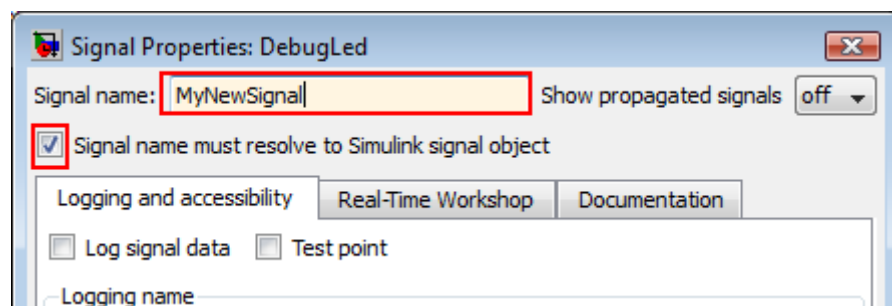 Signal Properties: DebugLed
Signal name: MyNewSignal Show propagated signals off
Signal name must resolve to Simulink signal object
Logging and accessibility Real-Time Workshop Documentation
Log signal data Test point
Logging name